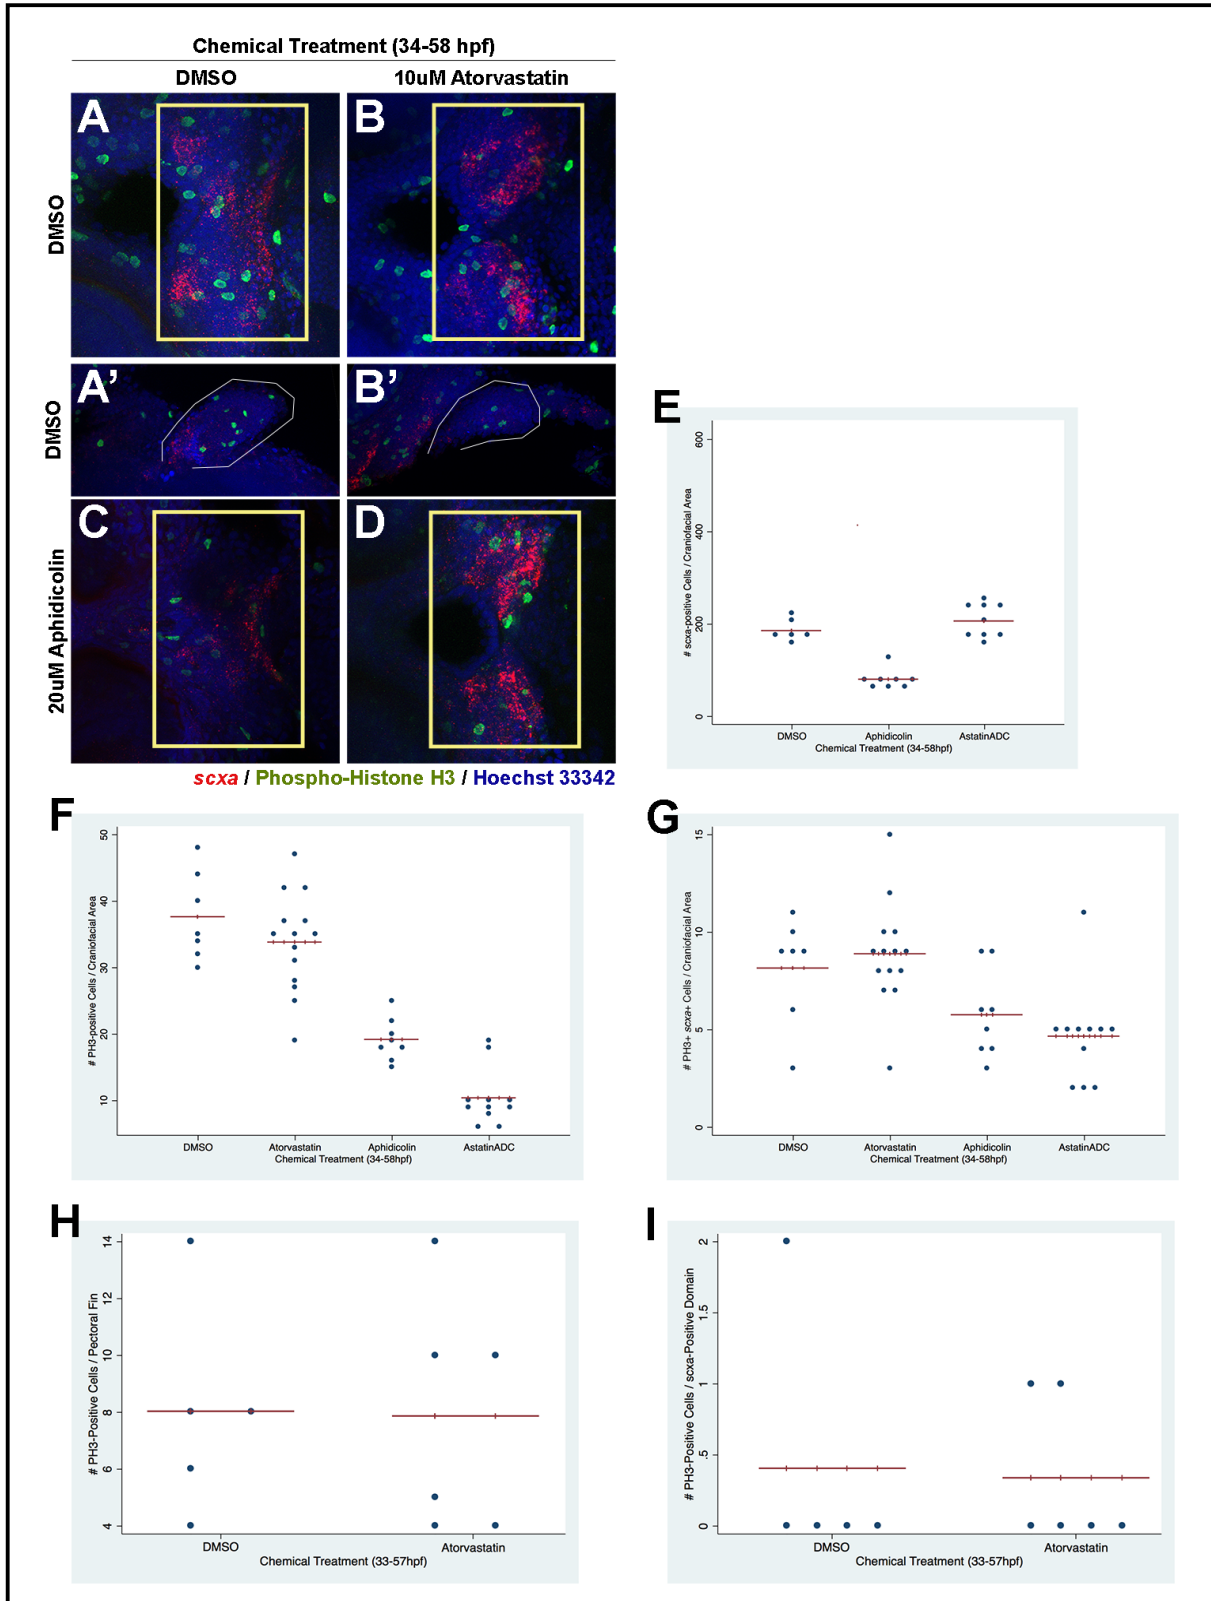 Chemical Treatment (34-58 hpf)
DMSO
10uM Atorvastatin
DMSO
A
B
DMSO
A’
B’
20uM Aphidicolin
C
D
scxa / Phospho-Histone H3 / Hoechst 33342
E
# scxa-positive Cells / Craniofacial Area
600
400
200
0
DMSO
Aphidicolin
AstatinADC
Chemical Treatment (34-58hpf)
F
# PH3-positive Cells / Craniofacial Area
50
40
30
20
10
DMSO
Atorvastatin
Aphidicolin
AstatinADC
Chemical Treatment (34-58hpf)
G
# PH3+ scxa+ Cells / Craniofacial Area
15
10
5
0
DMSO
Atorvastatin
Aphidicolin
AstatinADC
Chemical Treatment (34-58hpf)
H
# PH3-Positive Cells / Pectoral Fin
14
12
10
8
6
4
DMSO
Atorvastatin
Chemical Treatment (33-57hpf)
I
# PH3-Positive Cells / scxa-Positive Domain
2
1.5
1
.5
0
DMSO
Atorvastatin
Chemical Treatment (33-57hpf)